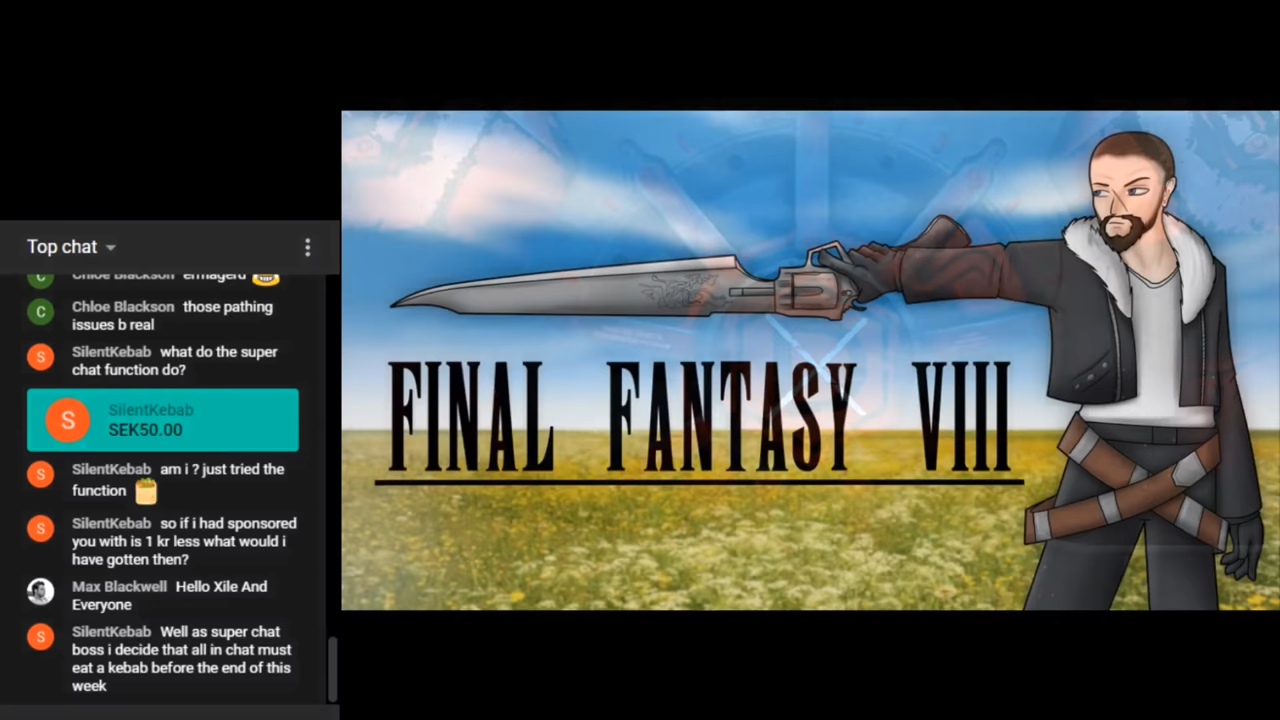 Top chat
C
Chloe Blackson ermagerd
C
Chloe Blackson those pathing
issues b real
S
SilentKebab what do the super
chat function do?
S
SilentKebab
SEK50.00
S
SilentKebab am i ? just tried the
function
S
SilentKebab so if i had sponsored
you with is 1 kr less what would i
have gotten then?
Max Blackwell Hello Xile And
Everyone
S
SilentKebab Well as super chat
boss i decide that all in chat must
eat a kebab before the end of this
week
FINAL FANTASY VIII